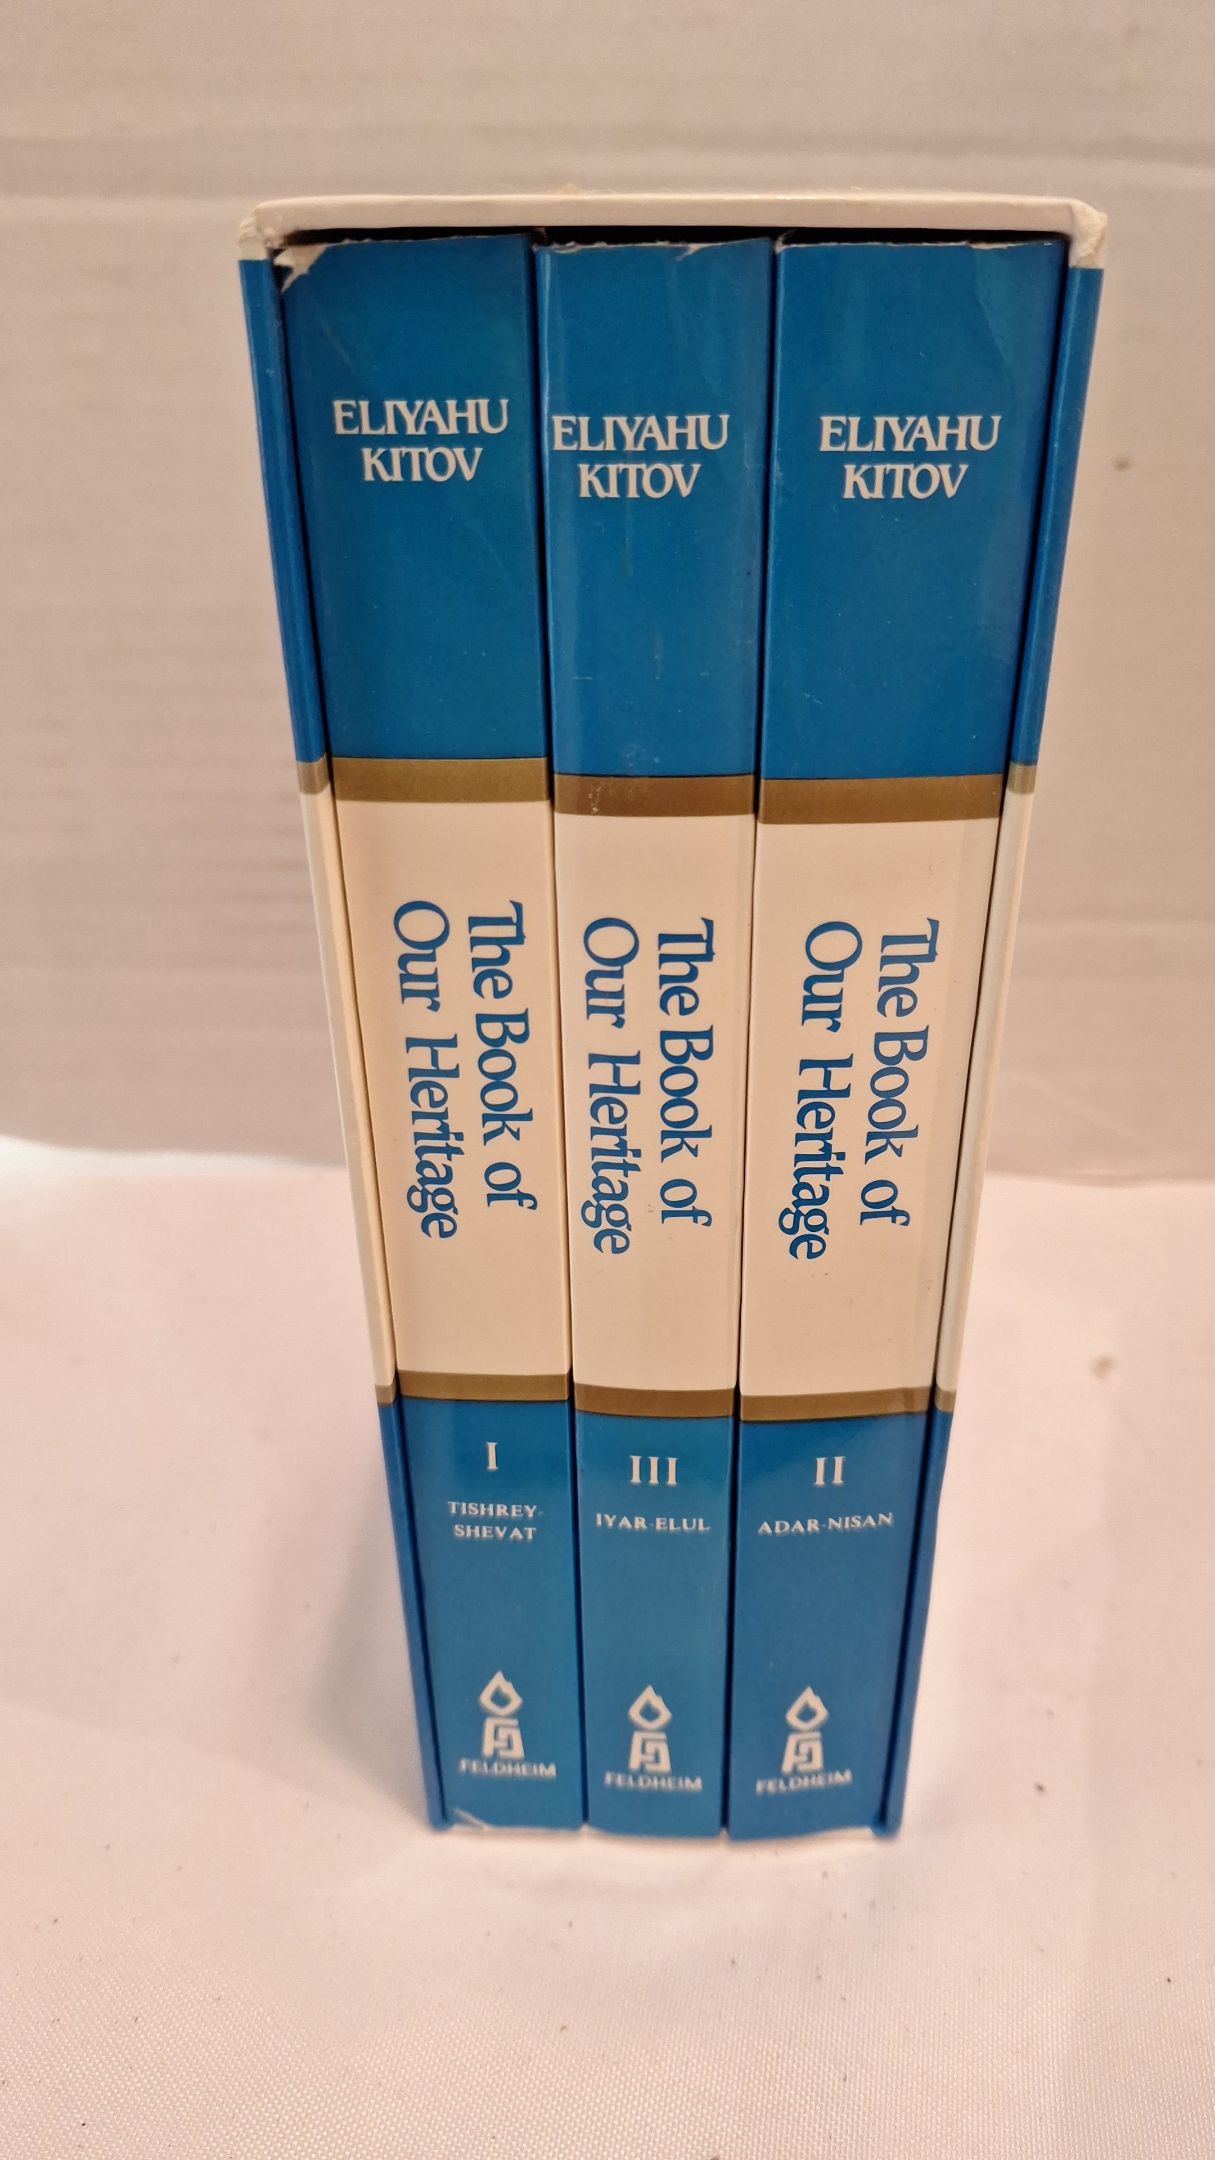 ELIYAHU
KITOV
The Book of
Our Heritage
I
TISHREY-
SHEVAT
FELDHEIM
ELIYAHU
KITOV
The Book of
Our Heritage
III
IYAR-ELUL
FELDHEIM
ELIYAHU
KITOV
The Book of
Our Heritage
II
ADAR-NISAN
FELDHEIM